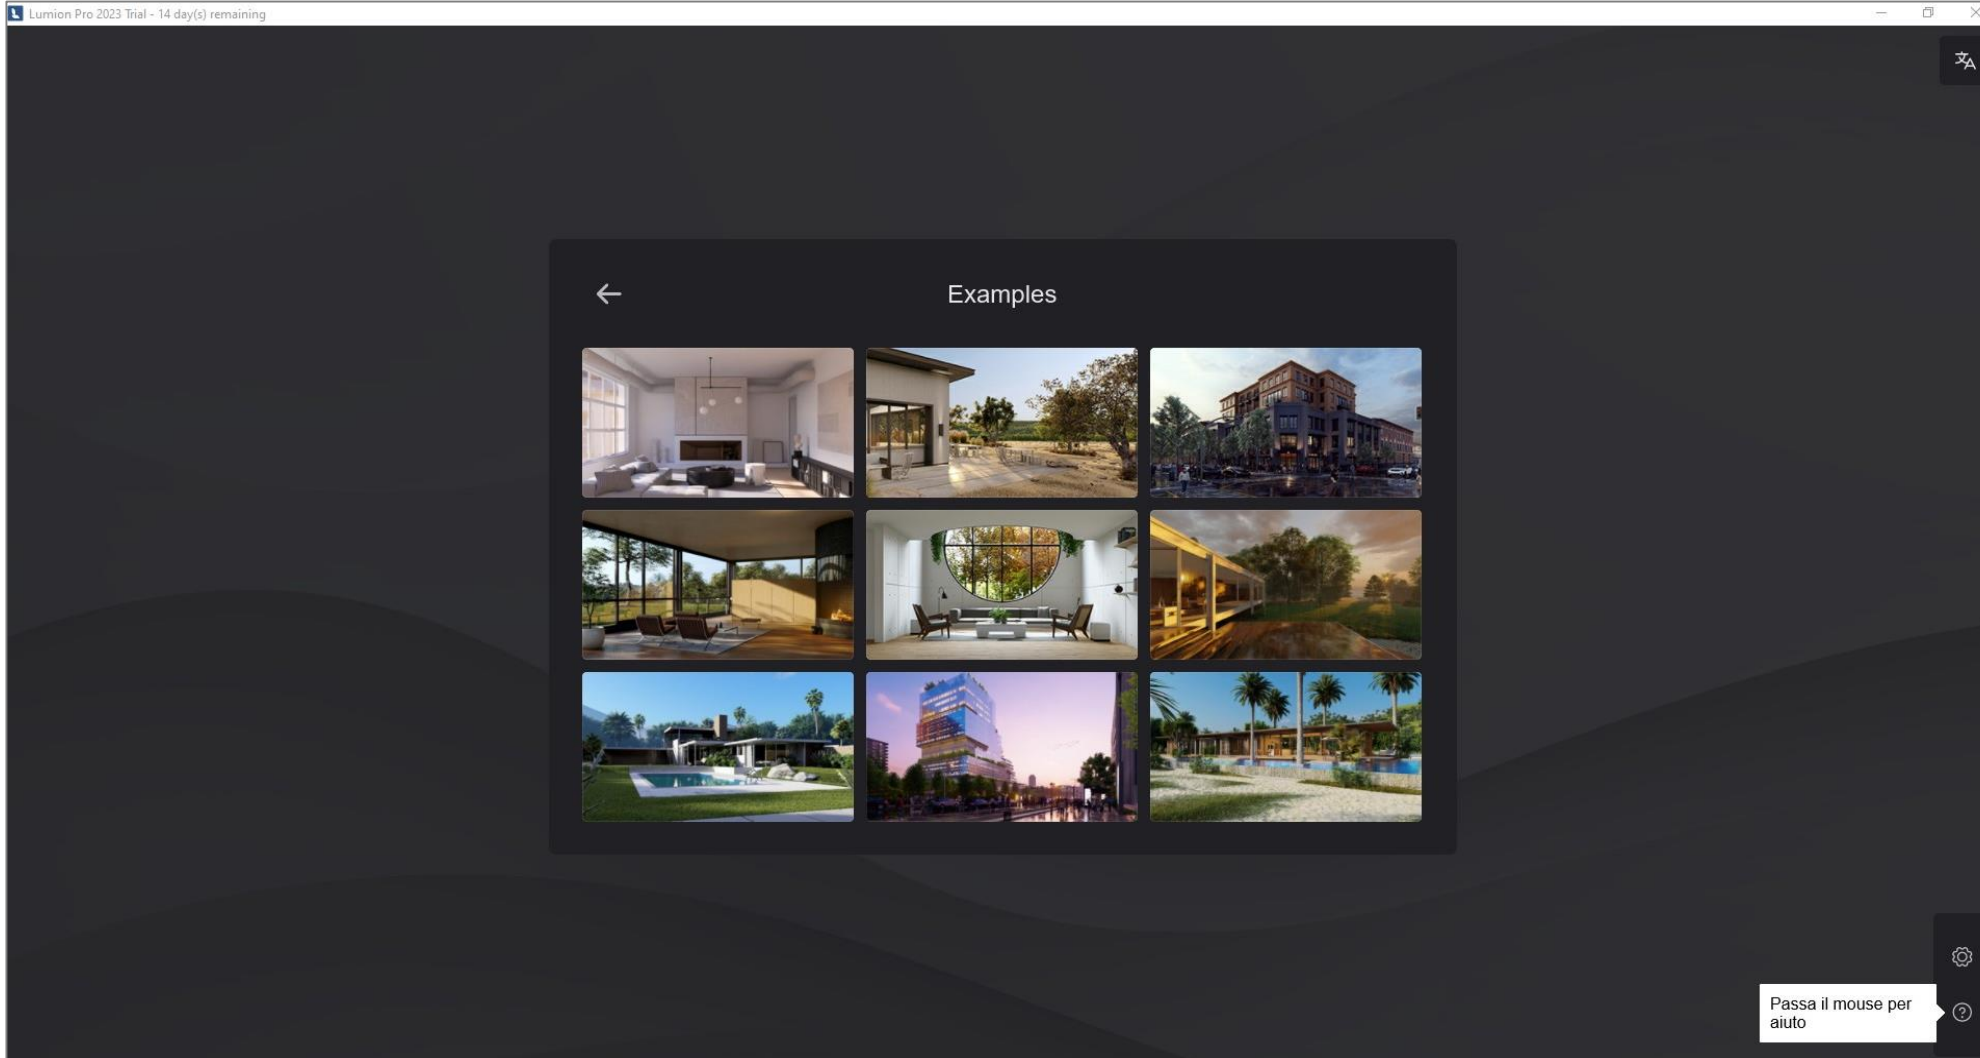 Lumion Pro 2023 Trial - 14 day(s) remaining
Examples
Passa il mouse per
aiuto